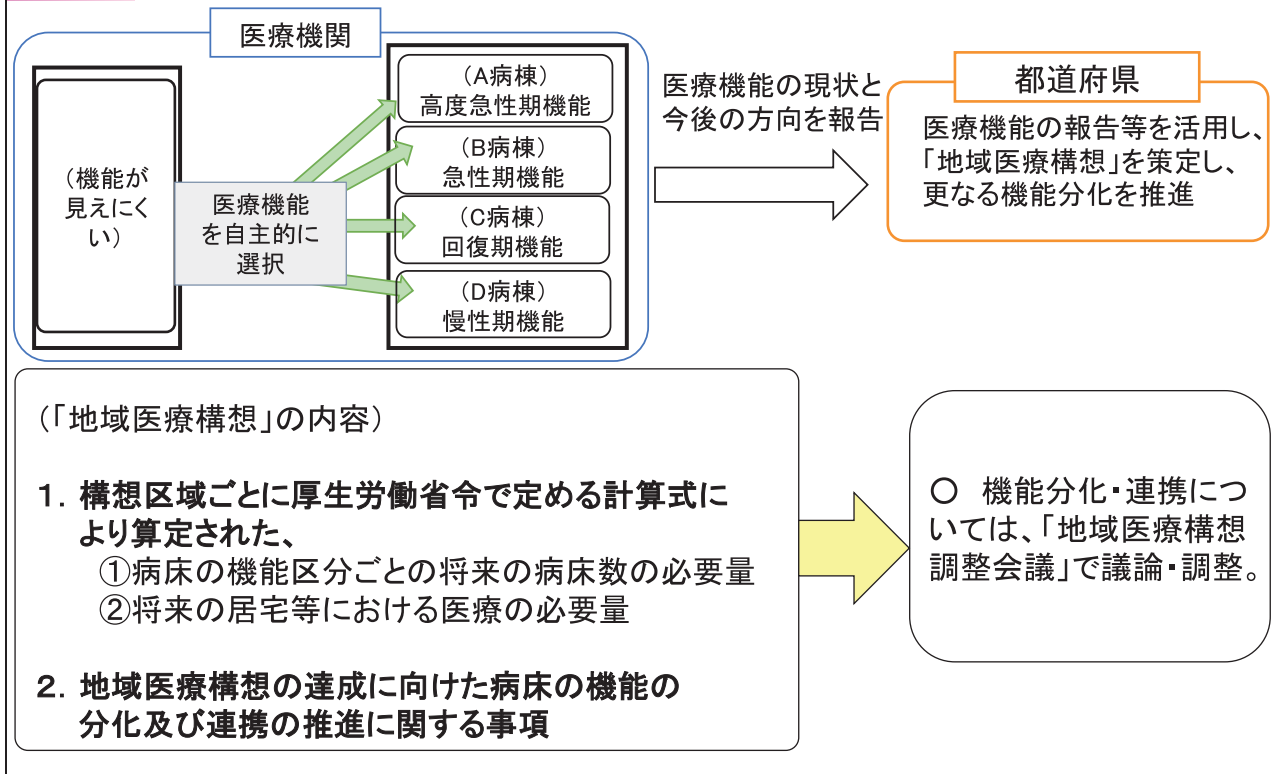 医療機関
(機能が
見えにく
い)
医療機能
を自主的に
選択
(A病棟)
高度急性期機能
(B病棟)
急性期機能
(C病棟)
回復期機能
(D病棟)
慢性期機能
医療機能の現状と
今後の方向を報告
都道府県
医療機能の報告等を活用し、
「地域医療構想」を策定し、
更なる機能分化を推進
(「地域医療構想」の内容)
1. 構想区域ごとに厚生労働省令で定める計算式に
より算定された、
①病床の機能区分ごとの将来の病床数の必要量
②将来の居宅等における医療の必要量
2. 地域医療構想の達成に向けた病床の機能の
分化及び連携の推進に関する事項
○ 機能分化・連携につ
いては、「地域医療構想
調整会議」で議論・調整。